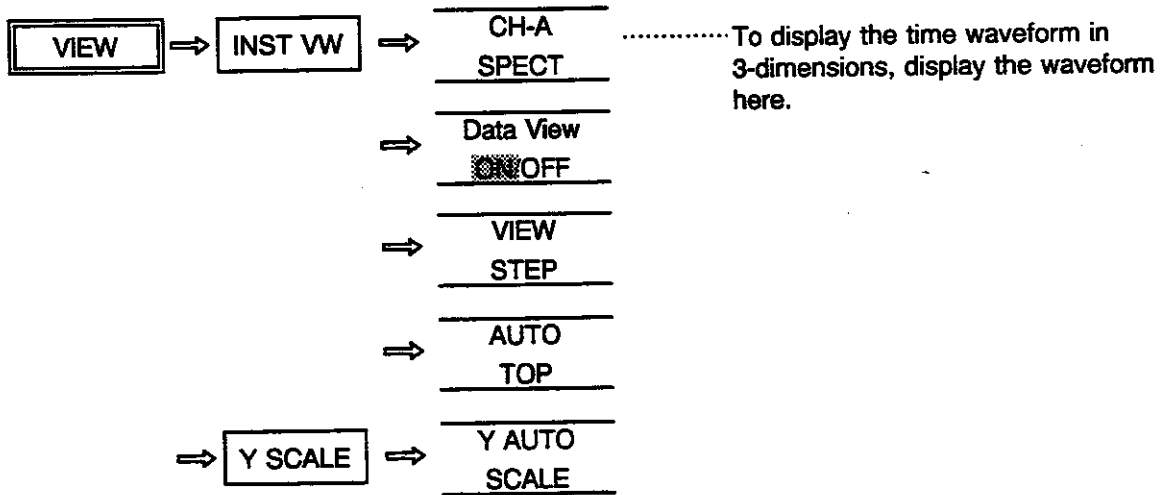 VIEW
INST VW
CH-A
SPECT
To display the time waveform in
3-dimensions, display the waveform
here.
Data View
ON/OFF
VIEW
STEP
AUTO
TOP
Y SCALE
Y AUTO
SCALE